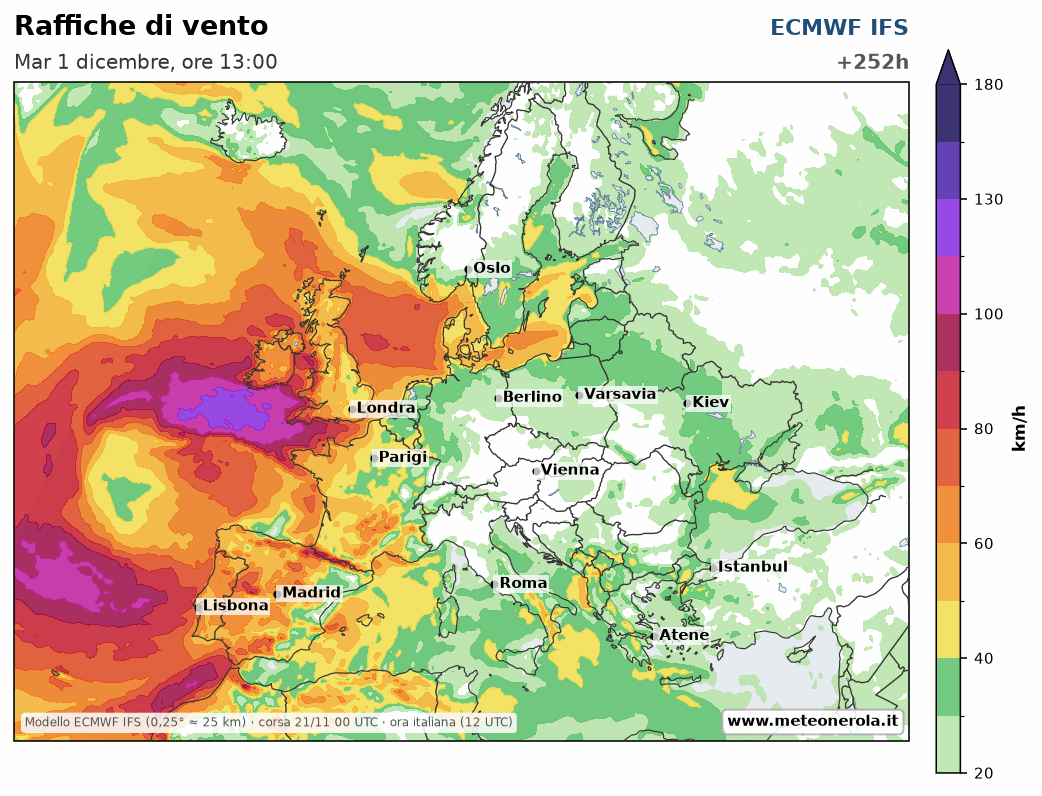 Raffiche di vento
ECMWF IFS
Mar 1 dicembre, ore 13:00
+252h
180
130
100
80
60
40
20
km/h
Oslo
Berlino
Varsavia
Kiev
Londra
Parigi
Vienna
Istanbul
Roma
Madrid
Lisbona
Atene
Modello ECMWF IFS (0,25° ≈ 25 km) · corsa 21/11 00 UTC · ora italiana (12 UTC)
www.meteonerola.it